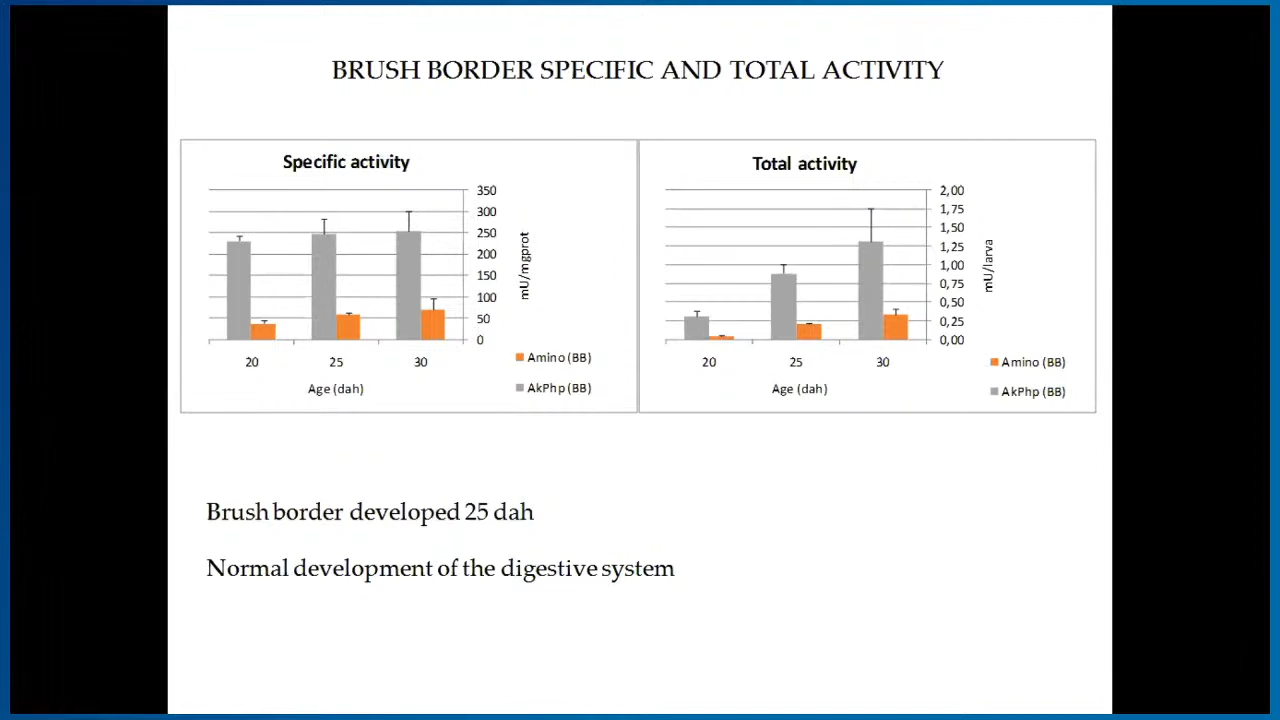 BRUSH BORDER SPECIFIC AND TOTAL ACTIVITY
Specific activity
350
300
250
200
150
100
50
0
mU/mgprot
20 25 30
Age (dah)
Amino (BB)
AkPhp (BB)
Total activity
2,00
1,75
1,50
1,25
1,00
0,75
0,50
0,25
0,00
mU/larva
20 25 30
Age (dah)
Amino (BB)
AkPhp (BB)
Brush border developed 25 dah
Normal development of the digestive system